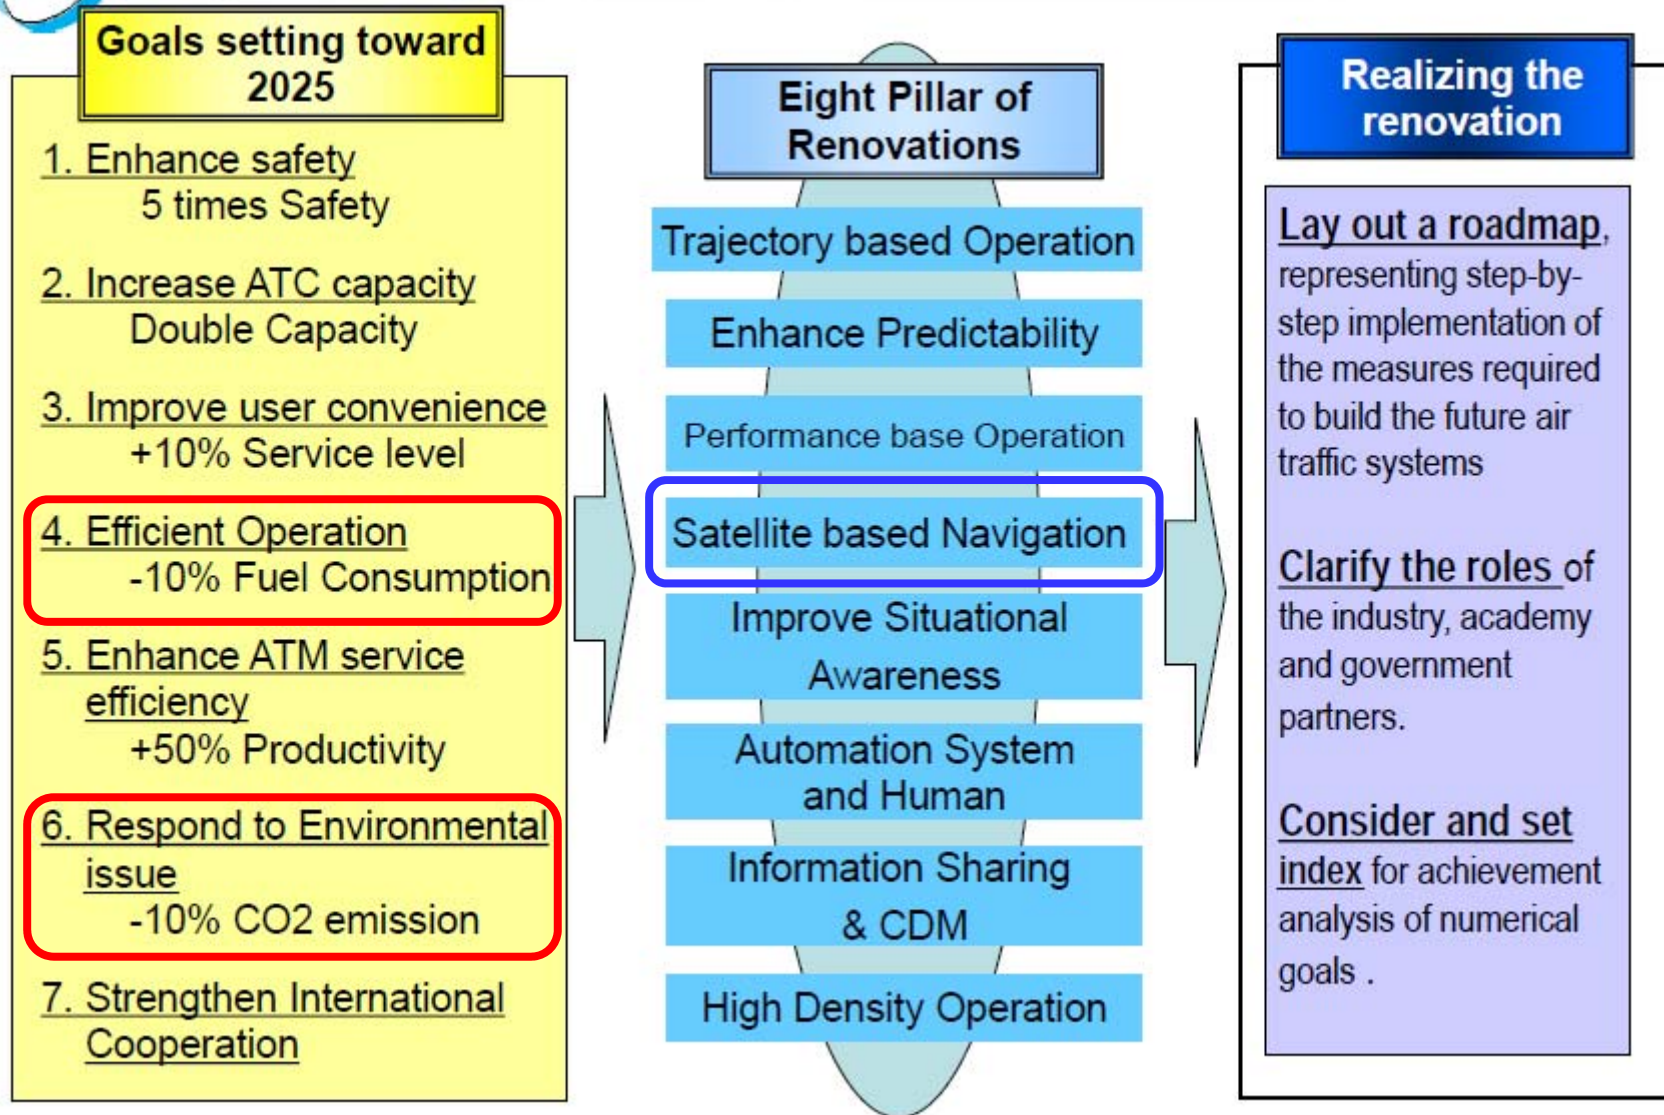 Goals setting toward
2025
1. Enhance safety
5 times Safety
2. Increase ATC capacity
Double Capacity
3. Improve user convenience
+10% Service level
4. Efficient Operation
-10% Fuel Consumption
5. Enhance ATM service
efficiency
+50% Productivity
6. Respond to Environmental
issue
-10% CO2 emission
7. Strengthen International
Cooperation
Eight Pillar of
Renovations
Trajectory based Operation
Enhance Predictability
Performance base Operation
Satellite based Navigation
Improve Situational
Awareness
Automation System
and Human
Information Sharing
& CDM
High Density Operation
Realizing the
renovation
Lay out a roadmap,
representing step-by-
step implementation of
the measures required
to build the future air
traffic systems
Clarify the roles of
the industry, academy
and government
partners.
Consider and set
index for achievement
analysis of numerical
goals .